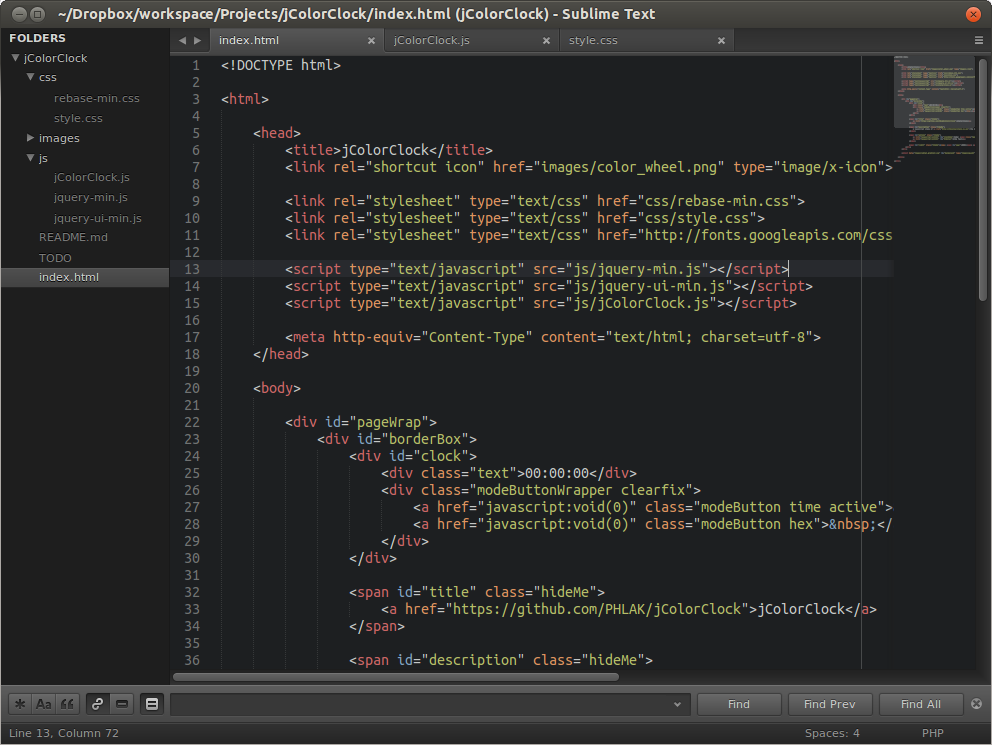 ~/Dropbox/workspace/Projects/jColorClock/index.html (jColorClock) - Sublime Text
FOLDERS
jColorClock
css
rebase-min.css
style.css
images
js
jColorClock.js
jquery-min.js
jquery-ui-min.js
README.md
TODO
index.html
index.html × jColorClock.js × style.css ×
1 <!DOCTYPE html>
2
3 <html>
4
5 <head>
6 <title>jColorClock</title>
7 <link rel="shortcut icon" href="images/color_wheel.png" type="image/x-icon">
8
9 <link rel="stylesheet" type="text/css" href="css/rebase-min.css">
10 <link rel="stylesheet" type="text/css" href="css/style.css">
11 <link rel="stylesheet" type="text/css" href="http://fonts.googleapis.com/css
12
13 <script type="text/javascript" src="js/jquery-min.js"></script>
14 <script type="text/javascript" src="js/jquery-ui-min.js"></script>
15 <script type="text/javascript" src="js/jColorClock.js"></script>
16
17 <meta http-equiv="Content-Type" content="text/html; charset=utf-8">
18 </head>
19
20 <body>
21
22 <div id="pageWrap">
23 <div id="borderBox">
24 <div id="clock">
25 <div class="text">00:00:00</div>
26 <div class="modeButtonWrapper clearfix">
27 <a href="javascript:void(0)" class="modeButton time active">
28 <a href="javascript:void(0)" class="modeButton hex">&nbsp;</
29 </div>
30 </div>
31
32 <span id="title" class="hideMe">
33 <a href="https://github.com/PHLAK/jColorClock">jColorClock</a>
34 </span>
35
36 <span id="description" class="hideMe">
Aa Find Find Prev Find All
Line 13, Column 72 Spaces: 4 PHP